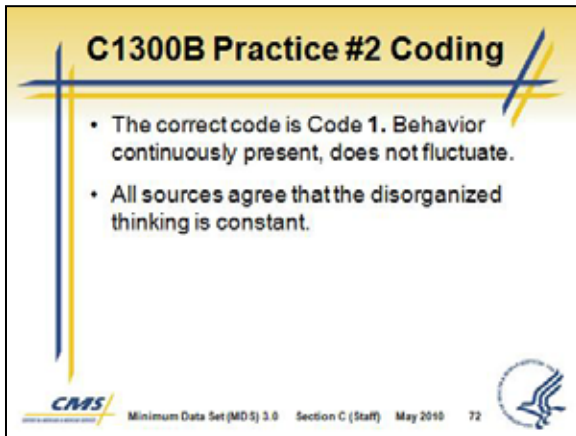 C1300B Practice #2 Coding
• The correct code is Code 1. Behavior
continuously present, does not fluctuate.
• All sources agree that the disorganized
thinking is constant.
CMS
Minimum Data Set (MDS) 3.0 Section C (Staff) May 2010 72